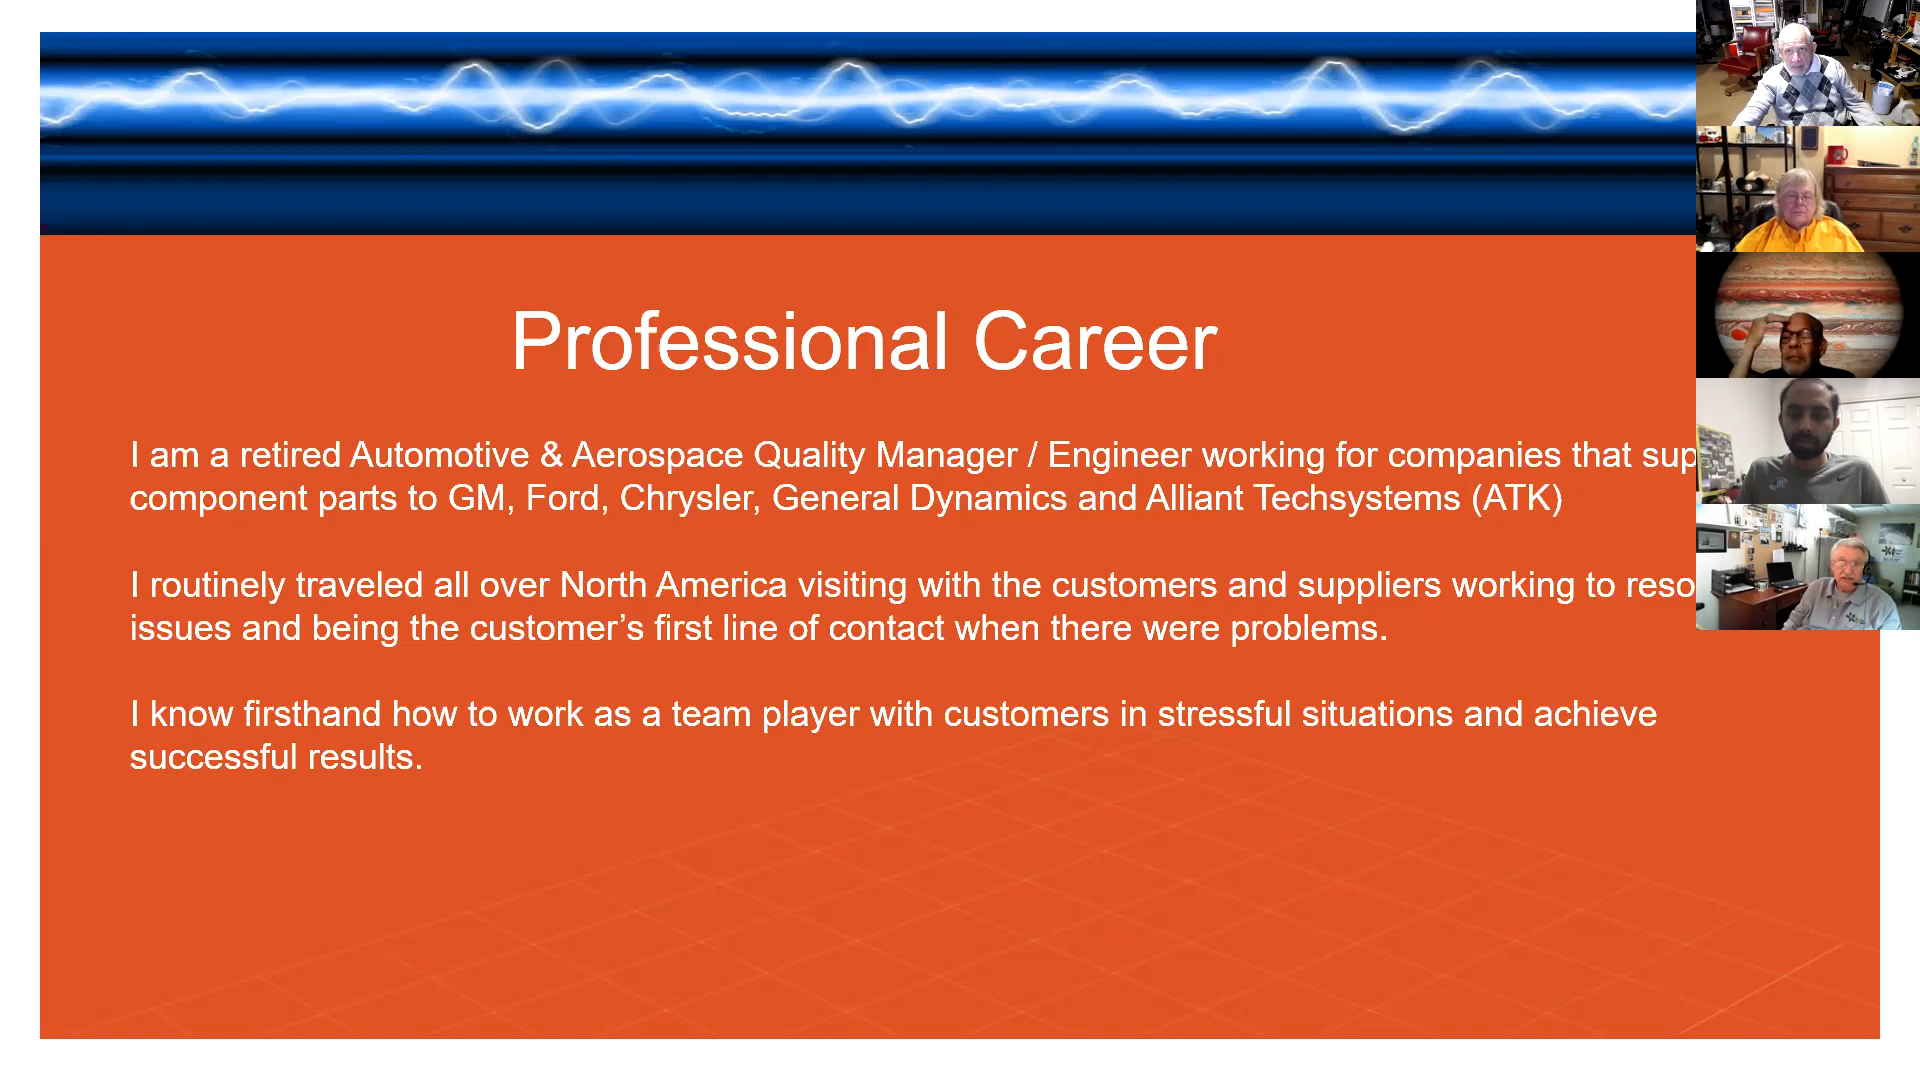 Professional Career
I am a retired Automotive & Aerospace Quality Manager / Engineer working for companies that
component parts to GM, Ford, Chrysler, General Dynamics and Alliant Techsystems (ATK)
I routinely traveled all over North America visiting with the customers and suppliers working to
issues and being the customer’s first line of contact when there were problems.
I know firsthand how to work as a team player with customers in stressful situations and achieve
successful results.